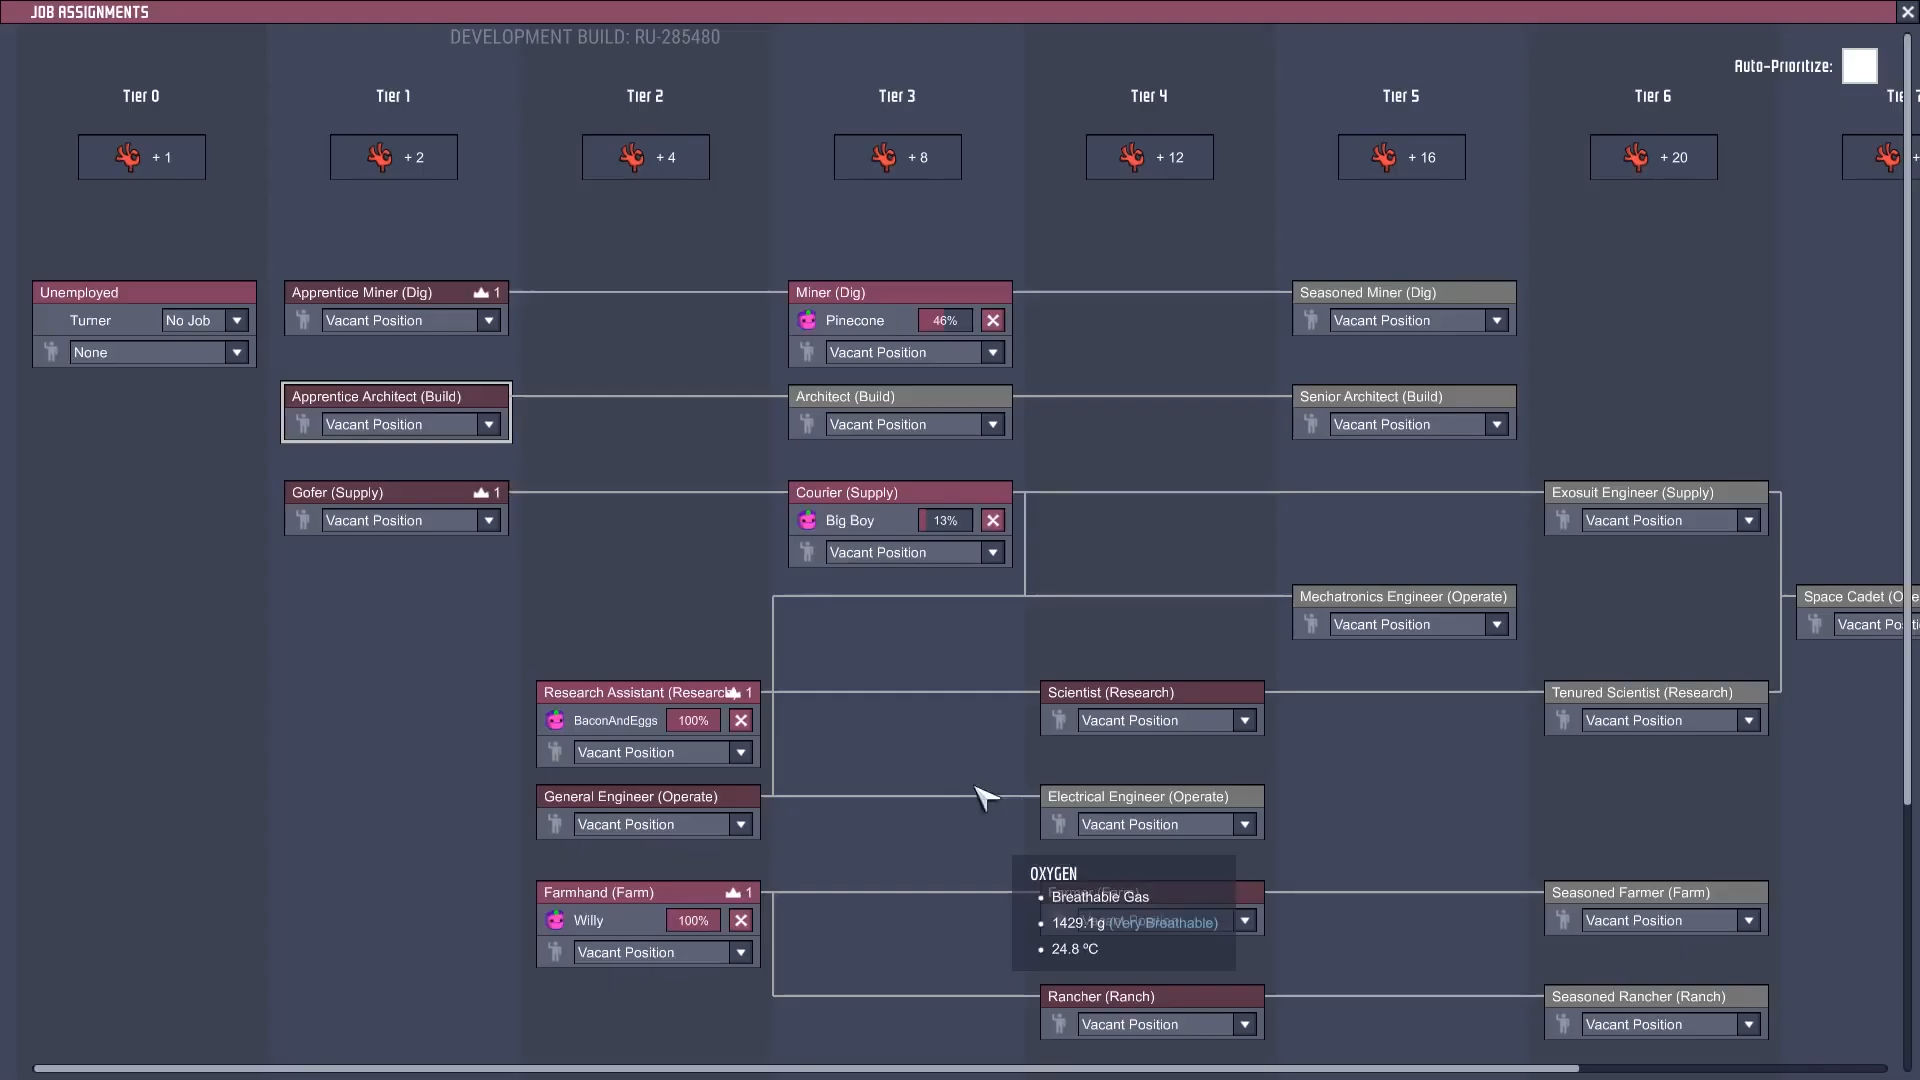 JOB ASSIGNMENTS
DEVELOPMENT BUILD: RU-285480
Auto-Prioritize:
Tier 0
Tier 1
Tier 2
Tier 3
Tier 4
Tier 5
Tier 6
+ 1
+ 2
+ 4
+ 8
+ 12
+ 16
+ 20
Unemployed
Turner
No Job
None
Apprentice Miner (Dig)
1
Vacant Position
Miner (Dig)
Pinecone
46%
Vacant Position
Seasoned Miner (Dig)
Vacant Position
Apprentice Architect (Build)
Vacant Position
Architect (Build)
Vacant Position
Senior Architect (Build)
Vacant Position
Gofer (Supply)
1
Vacant Position
Courier (Supply)
Big Boy
13%
Vacant Position
Exosuit Engineer (Supply)
Vacant Position
Mechatronics Engineer (Operate)
Vacant Position
Space Cadet
Vacant
Research Assistant (Research
1
BaconAndEggs
100%
Vacant Position
Scientist (Research)
Vacant Position
Tenured Scientist (Research)
Vacant Position
General Engineer (Operate)
Vacant Position
Electrical Engineer (Operate)
Vacant Position
Farmhand (Farm)
1
Willy
100%
Vacant Position
OXYGEN
Farmer (Farm)
Breathable Gas
1429.1 g (Very Breathable)
24.8 ºC
Seasoned Farmer (Farm)
Vacant Position
Rancher (Ranch)
Vacant Position
Seasoned Rancher (Ranch)
Vacant Position